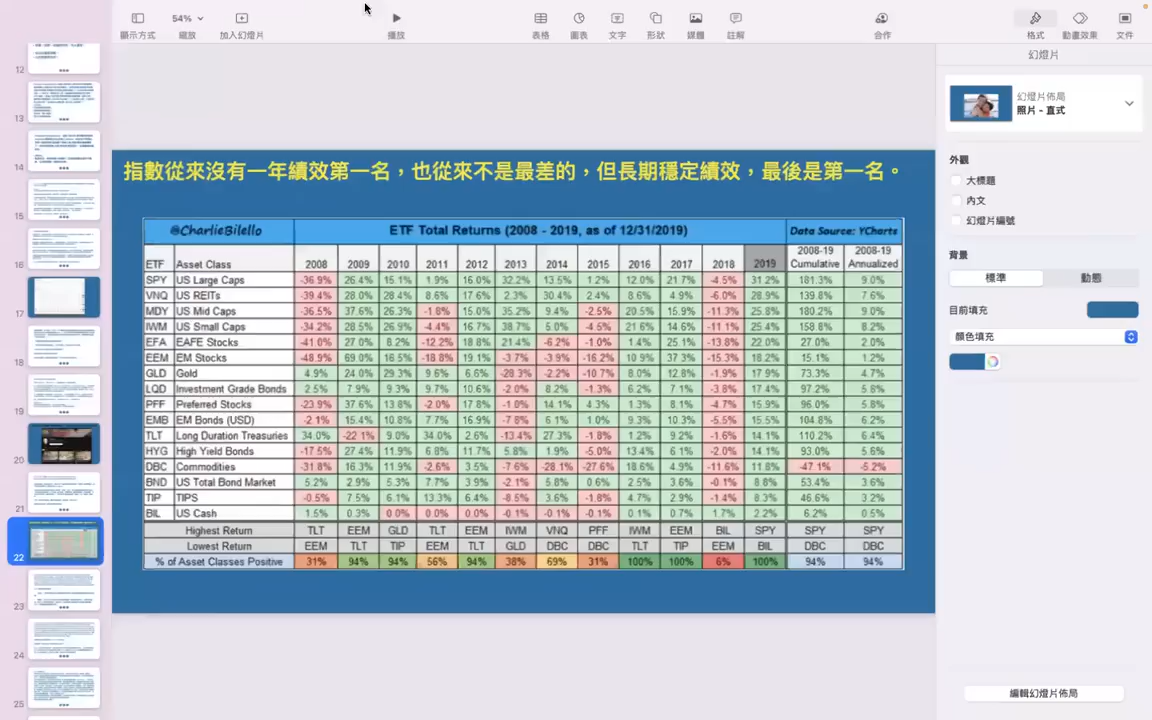 54%
顯示方式
縮放
加入幻燈片
播放
表格
圖表
文字
形狀
媒體
註解
合作
格式
動畫效果
文件
12
13
14
15
16
17
18
19
20
21
22
23
24
25
指數從來沒有一年績效第一名，也從來不是最差的，但長期穩定績效，最後是第一名。
@CharlieBilello ETF Total Returns (2008 - 2019, as of 12/31/2019) Data Source: YCharts
ETF Asset Class 2008 2009 2010 2011 2012 2013 2014 2015 2016 2017 2018 2019 2008-19 Cumulative 2008-19 Annualized
SPY US Large Caps -36.9% 26.4% 15.1% 1.9% 16.0% 32.2% 13.5% 1.2% 12.0% 21.7% -4.5% 31.2% 181.3% 9.0%
VNQ US REITs -39.4% 28.0% 28.4% 8.6% 17.6% 2.3% 30.4% 2.4% 8.6% 4.9% -6.0% 28.9% 139.8% 7.6%
MDY US Mid Caps -36.5% 37.6% 26.3% -1.8% 15.0% 35.2% 9.4% -2.5% 20.5% 15.9% -11.3% 25.8% 180.2% 9.0%
IWM US Small Caps -34.2% 28.5% 26.9% -4.4% 16.7% 38.7% 5.0% -4.5% 21.6% 14.6% -11.1% 25.4% 158.8% 8.2%
EFA EAFE Stocks -41.0% 27.0% 8.2% -12.2% 18.8% 21.4% -6.2% -1.0% 1.4% 25.1% -13.8% 22.0% 27.0% 2.0%
EEM EM Stocks -48.9% 69.0% 16.5% -18.8% 19.1% -3.7% -3.9% -16.2% 10.9% 37.3% -15.3% 18.2% 15.1% 1.2%
GLD Gold 4.9% 24.0% 29.3% 9.6% 6.6% -28.3% -2.2% -10.7% 8.0% 12.8% -1.9% 17.9% 73.3% 4.7%
LQD Investment Grade Bonds 2.5% 7.9% 9.3% 9.7% 10.6% -2.0% 8.2% -1.3% 6.2% 7.1% -3.8% 17.4% 97.2% 5.8%
PFF Preferred Stocks -23.9% 37.6% 13.8% -2.0% 17.8% -1.0% 14.1% 4.3% 1.3% 8.1% -4.7% 15.9% 96.0% 5.8%
EMB EM Bonds (USD) -2.1% 15.4% 10.8% 7.7% 16.9% -7.8% 6.1% 1.0% 9.3% 10.3% -5.5% 15.5% 104.8% 6.2%
TLT Long Duration Treasuries 34.0% -22.1% 9.0% 34.0% 2.6% -13.4% 27.3% -1.8% 1.2% 9.2% -1.6% 14.1% 110.2% 6.4%
HYG High Yield Bonds -17.5% 27.4% 11.9% 6.8% 11.7% 5.8% 1.9% -5.0% 13.4% 6.1% -2.0% 14.1% 93.0% 5.6%
DBC Commodities -31.8% 16.3% 11.9% -2.6% 3.5% -7.6% -28.1% -27.6% 18.6% 4.9% -11.6% 11.8% -47.1% -5.2%
BND US Total Bond Market 5.2% 2.9% 5.3% 7.7% 3.9% -2.1% 5.8% 0.6% 2.5% 3.6% -0.1% 8.8% 53.4% 3.6%
TIP TIPS -0.5% 7.5% 6.1% 13.3% 6.4% -8.5% 3.6% -1.8% 4.7% 2.9% -1.4% 8.3% 46.6% 3.2%
BIL US Cash 1.5% 0.3% 0.0% 0.0% 0.0% -0.1% -0.1% -0.1% 0.1% 0.7% 1.7% 2.2% 6.2% 0.5%
Highest Return TLT EEM GLD TLT EEM IWM VNQ PFF IWM EEM BIL SPY SPY SPY
Lowest Return EEM TLT TIP EEM TLT GLD DBC DBC TLT TIP EEM BIL DBC DBC
% of Asset Classes Positive 31% 94% 94% 56% 94% 38% 69% 31% 100% 100% 6% 100% 94% 94%
幻燈片
幻燈片佈局
照片 - 直式
外觀
大標題
內文
幻燈片編號
背景
標準
動態
目前填充
顏色填充
編輯幻燈片佈局